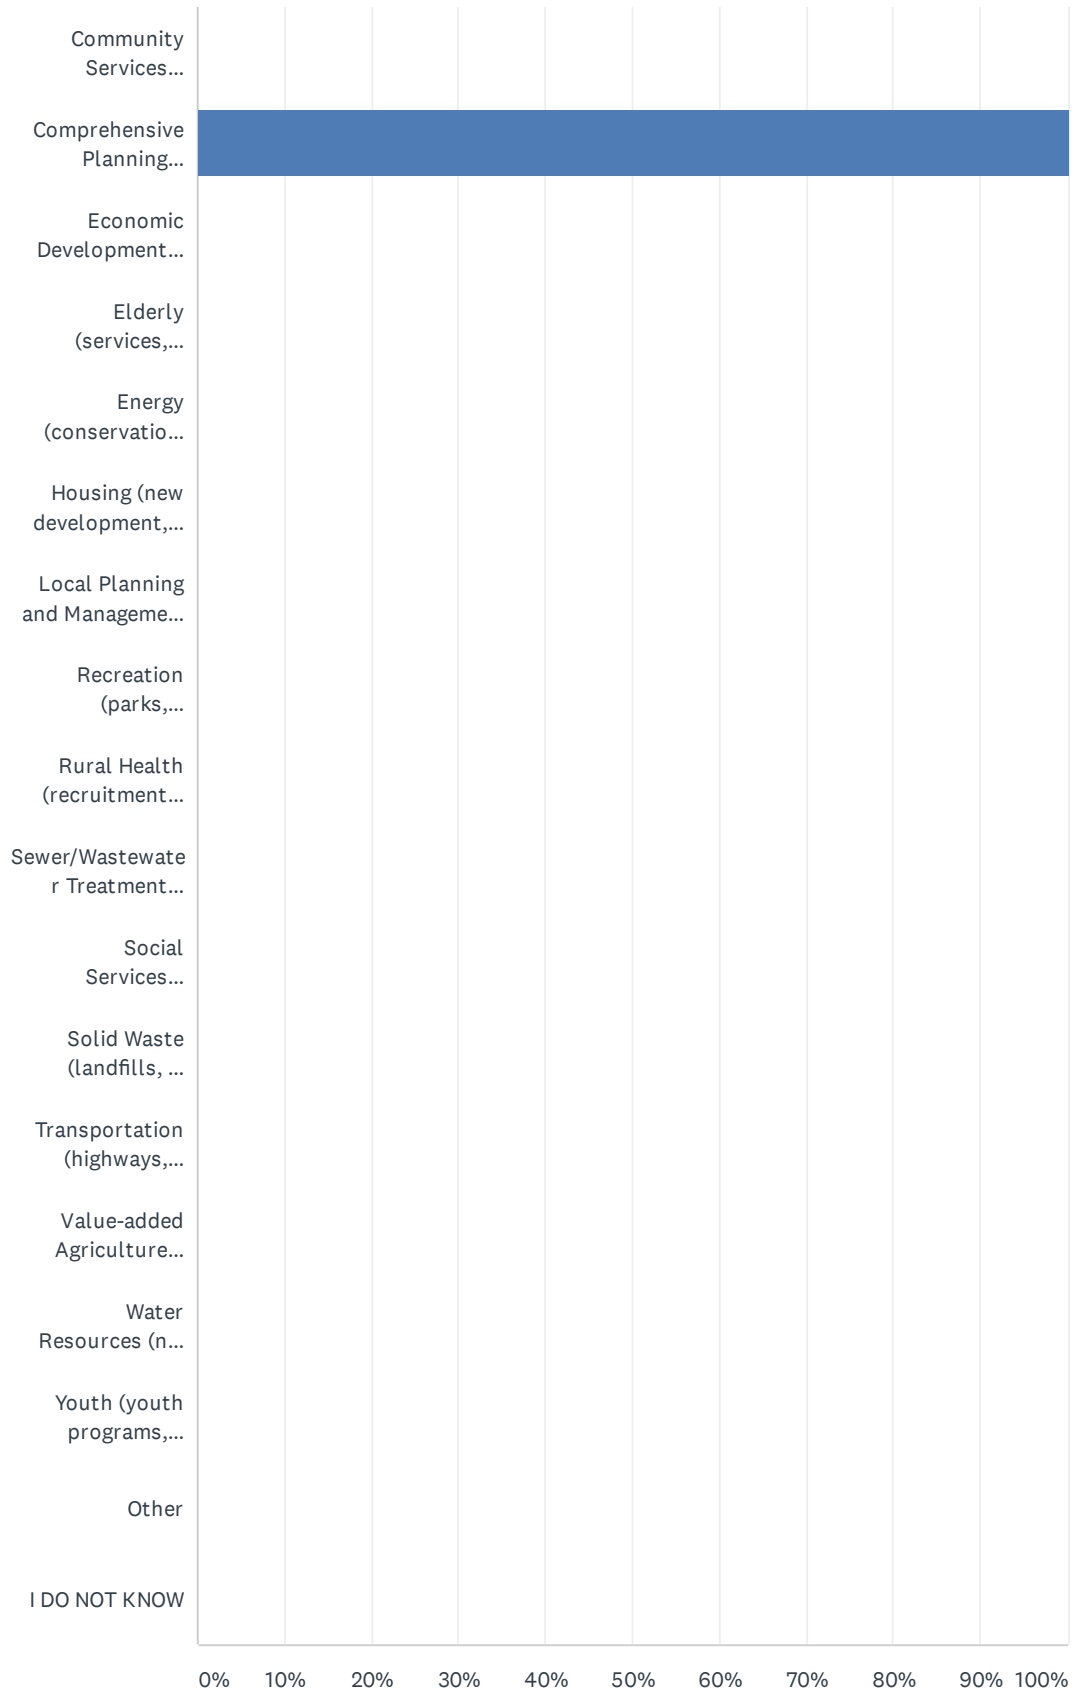 Community
Services...
Comprehensive
Planning...
Economic
Development...
Elderly
(services,...
Energy
(conservatio...
Housing (new
development,...
Local Planning
and Manageme...
Recreation
(parks,...
Rural Health
(recruitment...
Sewer/Wastewate
r Treatment...
Social
Services...
Solid Waste
(landfills, ...
Transportation
(highways,...
Value-added
Agriculture...
Water
Resources (n...
Youth (youth
programs,...
Other
I DO NOT KNOW
0% 10% 20% 30% 40% 50% 60% 70% 80% 90% 100%